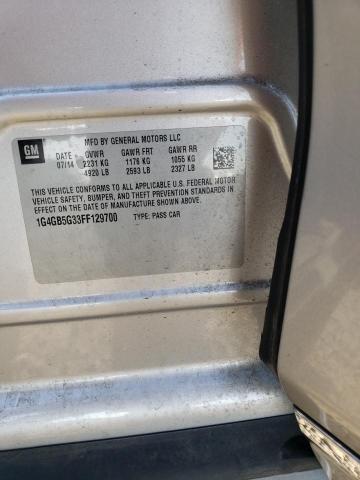 MFD BY GENERAL MOTORS LLC
GM
DATE GVWR GAWR FRT GAWR RR
07/14 2231 KG 1176 KG 1055 KG
4920 LB 2593 LB 2327 LB
THIS VEHICLE CONFORMS TO ALL APPLICABLE U.S. FEDERAL MOTOR
VEHICLE SAFETY, BUMPER, AND THEFT PREVENTION STANDARDS
IN EFFECT ON THE DATE OF MANUFACTURE SHOWN ABOVE.
1G4GB5G33FF129700 TYPE: PASS CAR